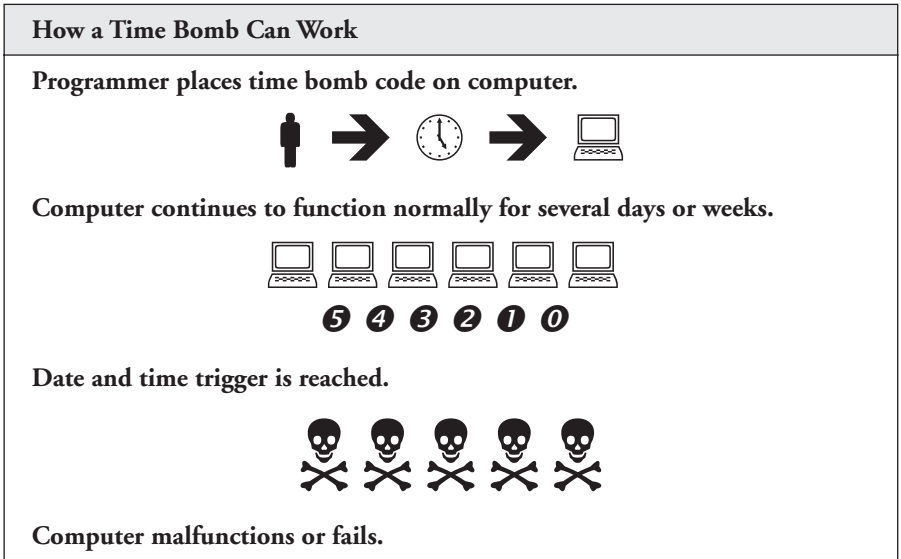 How a Time Bomb Can Work
Programmer places time bomb code on computer.
Computer continues to function normally for several days or weeks.
5 4 3 2 1 0
Date and time trigger is reached.
Computer malfunctions or fails.